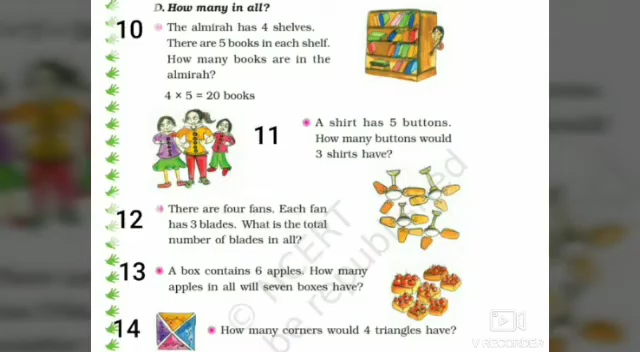 D. How many in all?
10
The almirah has 4 shelves.
There are 5 books in each shelf.
How many books are in the
almirah?
4 × 5 = 20 books
11
A shirt has 5 buttons.
How many buttons would
3 shirts have?
12
There are four fans. Each fan
has 3 blades. What is the total
number of blades in all?
13
A box contains 6 apples. How many
apples in all will seven boxes have?
14
How many corners would 4 triangles have?
© NCERT
be republished
V RECORDER